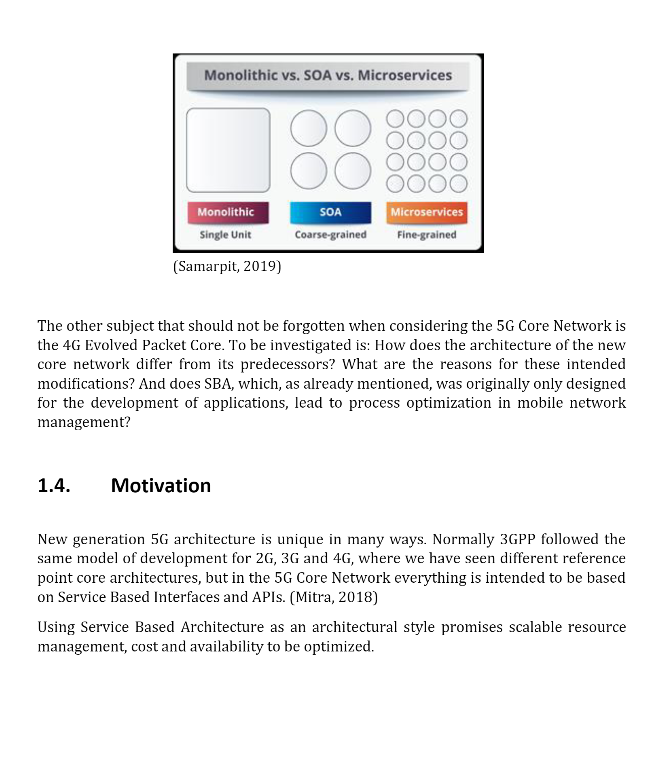 Monolithic vs. SOA vs. Microservices
Monolithic
SOA
Microservices
Single Unit
Coarse-grained
Fine-grained
(Samarpit, 2019)
The other subject that should not be forgotten when considering the 5G Core Network is
the 4G Evolved Packet Core. To be investigated is: How does the architecture of the new
core network differ from its predecessors? What are the reasons for these intended
modifications? And does SBA, which, as already mentioned, was originally only designed
for the development of applications, lead to process optimization in mobile network
management?
1.4. Motivation
New generation 5G architecture is unique in many ways. Normally 3GPP followed the
same model of development for 2G, 3G and 4G, where we have seen different reference
point core architectures, but in the 5G Core Network everything is intended to be based
on Service Based Interfaces and APIs. (Mitra, 2018)
Using Service Based Architecture as an architectural style promises scalable resource
management, cost and availability to be optimized.